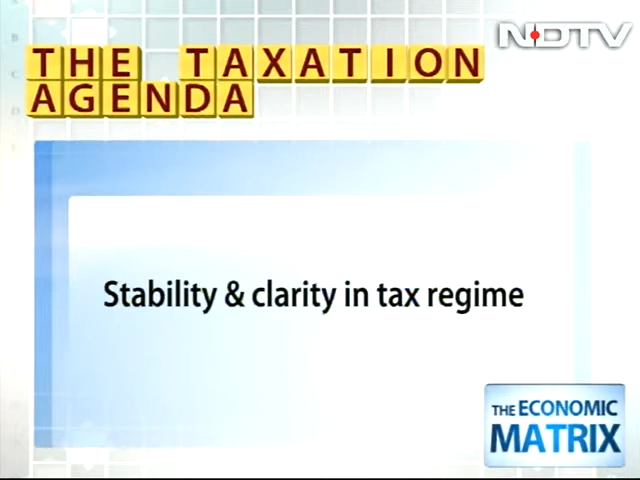 NDTV
THE TAXATION
AGENDA
Stability & clarity in tax regime
THE ECONOMIC
MATRIX